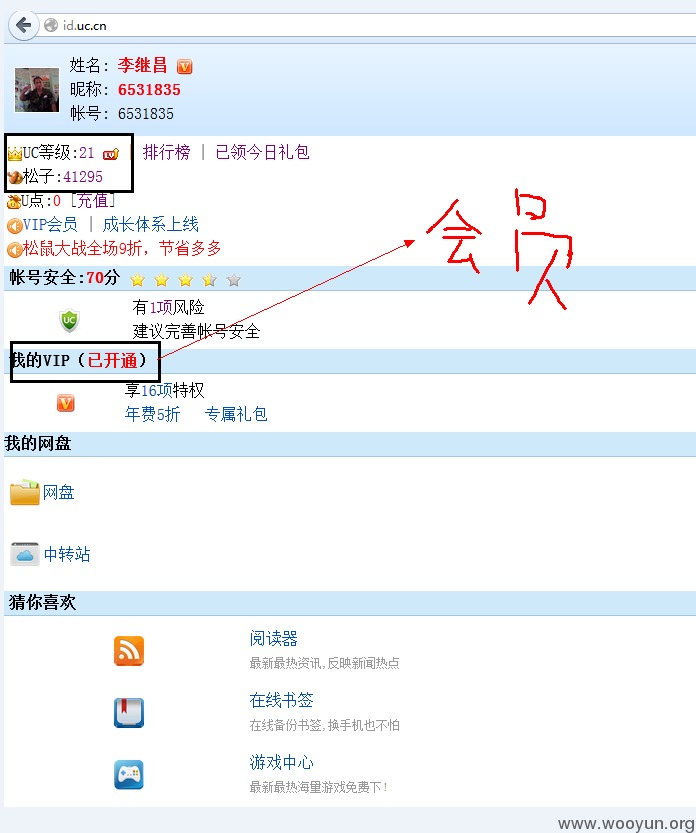 id.uc.cn
姓名: 李继昌 V
昵称: 6531835
帐号: 6531835
UC等级:21 | 排行榜 | 已领今日礼包
松子:41295
U点:0 [充值]
VIP会员 | 成长体系上线
松鼠大战全场9折，节省多多
会员
帐号安全:70分
UC
有1项风险
建议完善帐号安全
我的VIP（已开通）
V
享16项特权
年费5折 专属礼包
我的网盘
网盘
中转站
猜你喜欢
阅读器
最新最热资讯,反映新闻热点
在线书签
在线备份书签,换手机也不怕
游戏中心
最新最热海量游戏免费下!
www.wooyun.org